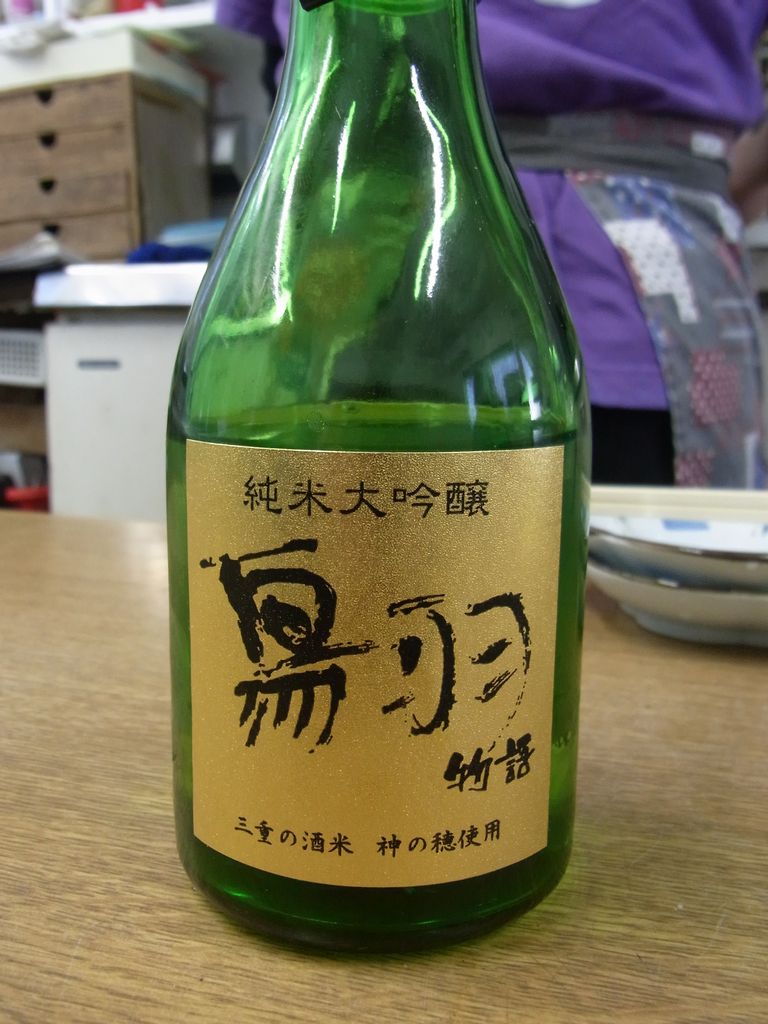 純米大吟醸
鳥羽
物語
三重の酒米 神の穂使用